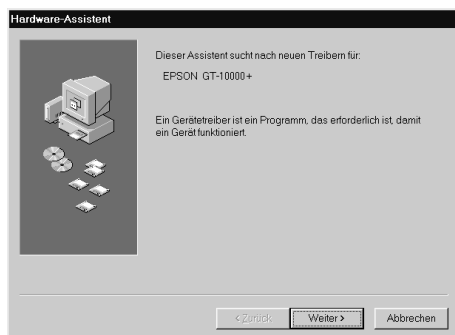 Hardware-Assistent
Dieser Assistent sucht nach neuen Treibern für:
EPSON GT-10000+
Ein Gerätetreiber ist ein Programm, das erforderlich ist, damit
ein Gerät funktioniert.
< Zurück
Weiter >
Abbrechen